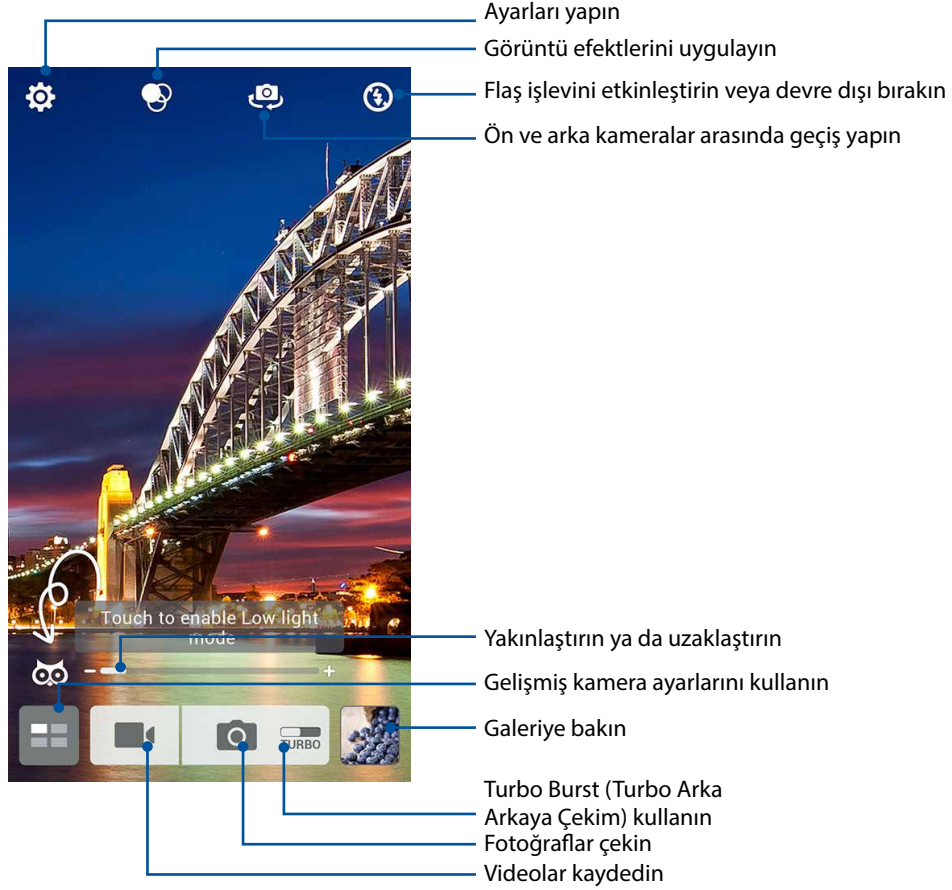 Ayarları yapın
Görüntü efektlerini uygulayın
Flaş işlevini etkinleştirin veya devre dışı bırakın
Ön ve arka kameralar arasında geçiş yapın
Touch to enable Low light
mode
Yakınlaştırın ya da uzaklaştırın
Gelişmiş kamera ayarlarını kullanın
Galeriye bakın
TURBO
Turbo Burst (Turbo Arka
Arkaya Çekim) kullanın
Fotoğraflar çekin
Videolar kaydedin